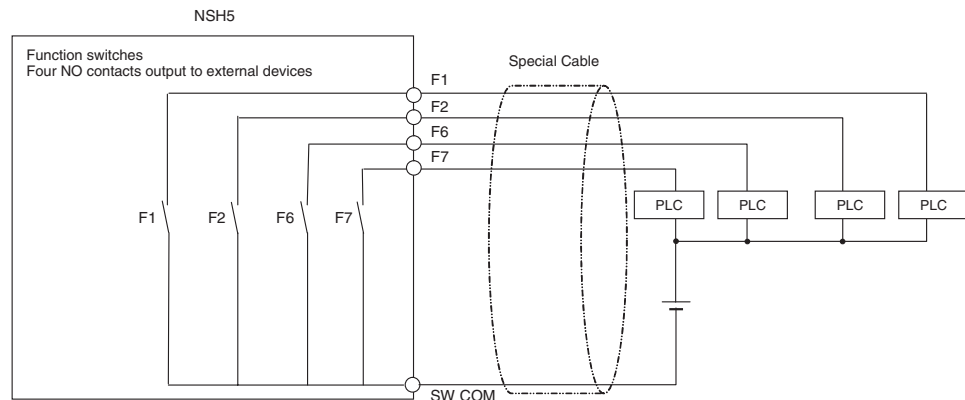 NSH5
Function switches
Four NO contacts output to external devices
Special Cable
F1
F2
F6
F7
F1
F2
F6
F7
PLC
PLC
PLC
PLC
SW COM